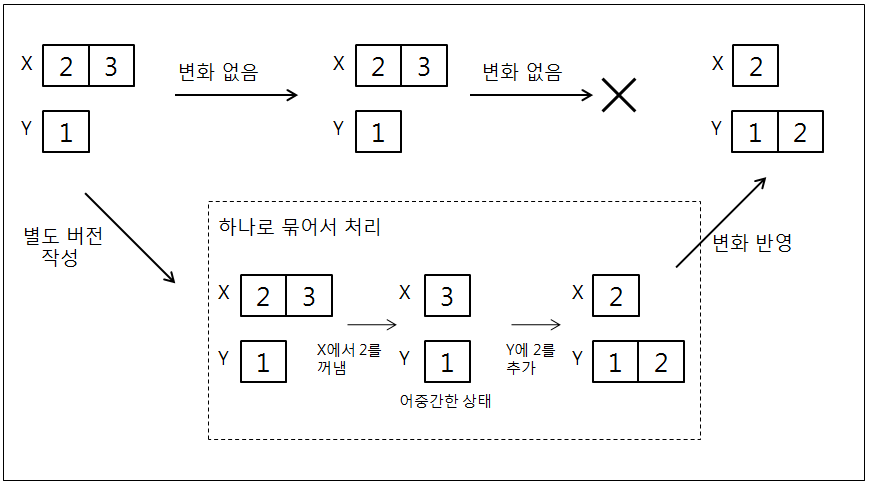 X 2 3 변화 없음 X 2 3 변화 없음 X 2
Y 1 Y 1 Y 1 2
별도 버전
작성
하나로 묶어서 처리
변화 반영
X 2 3 X 3 X 2
Y 1 X에서 2를 Y 1 Y에 2를 Y 1 2
꺼냄 추가
어중간한 상태